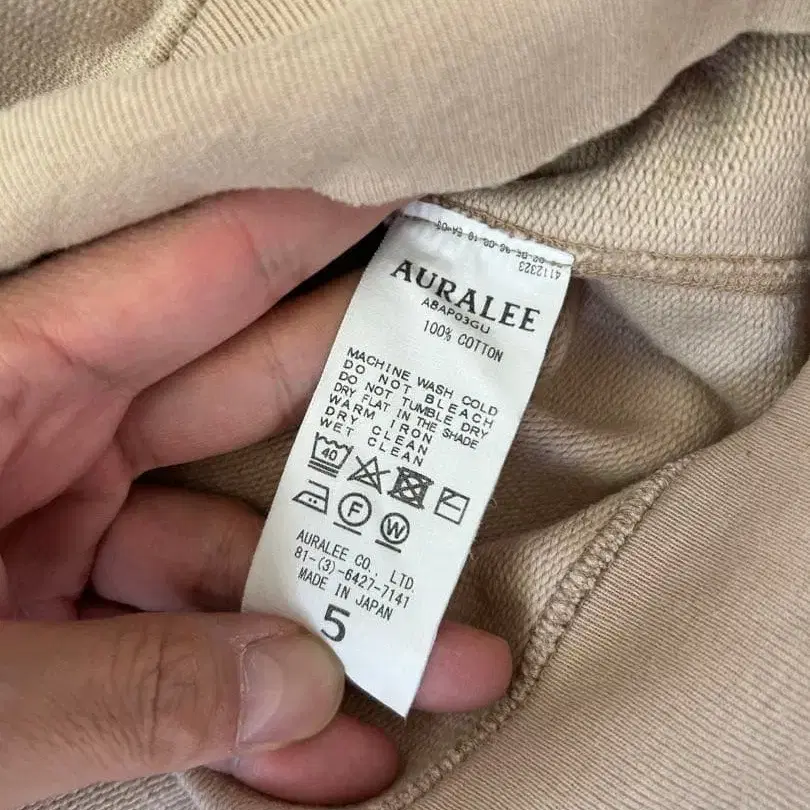 4112323
AURALEE
A8AP03GU
100% COTTON
MACHINE WASH COLD
DO NOT BLEACH
DO NOT TUMBLE DRY
DRY FLAT IN THE SHADE
WARM IRON
DRY CLEAN
WET CLEAN
40
F
W
AURALEE CO., LTD.
81-(3)-6427-7141
MADE IN JAPAN
5